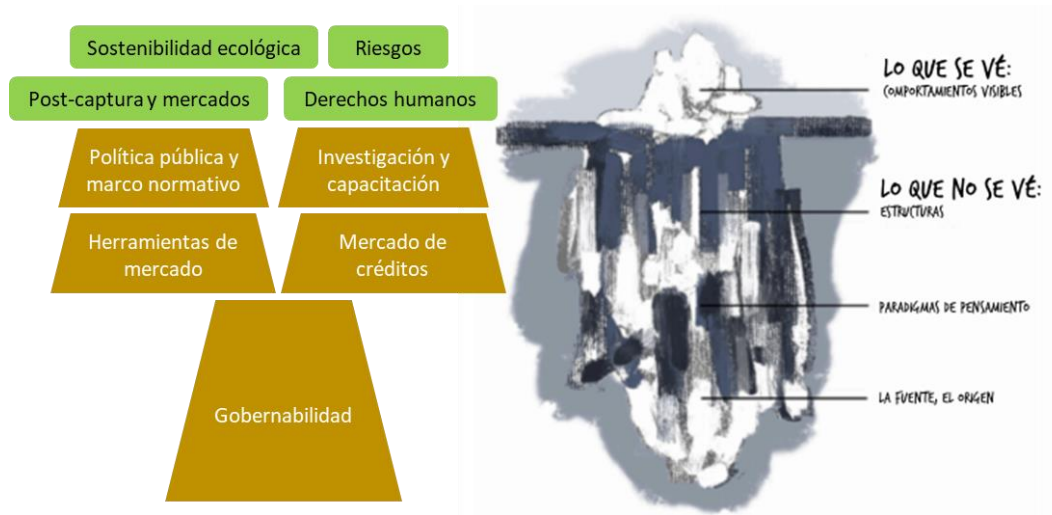 Sostenibilidad ecológica
Riesgos
Post-captura y mercados
Derechos humanos
Política pública y
marco normativo
Investigación y
capacitación
Herramientas de
mercado
Mercado de
créditos
Gobernabilidad
LO QUE SE VÉ:
COMPORTAMIENTOS VISIBLES
LO QUE NO SE VÉ:
ESTRUCTURAS
PARADIGMAS DE PENSAMIENTO
LA FUENTE, EL ORIGEN